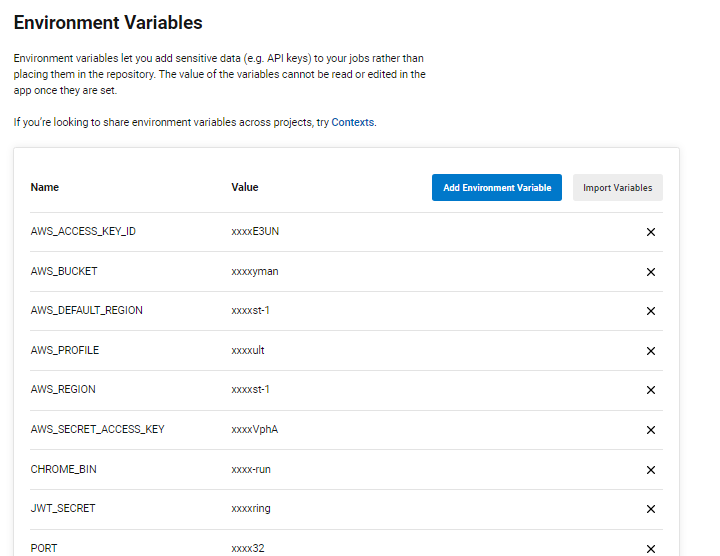 Environment Variables
Environment variables let you add sensitive data (e.g. API keys) to your jobs rather than
placing them in the repository. The value of the variables cannot be read or edited in the
app once they are set.
If you're looking to share environment variables across projects, try Contexts.
Name Value Add Environment Variable Import Variables
AWS_ACCESS_KEY_ID xxxxE3UN
AWS_BUCKET xxxxyman
AWS_DEFAULT_REGION xxxxst-1
AWS_PROFILE xxxxult
AWS_REGION xxxxst-1
AWS_SECRET_ACCESS_KEY xxxxVphA
CHROME_BIN xxxx-run
JWT_SECRET xxxxring
PORT xxxx32